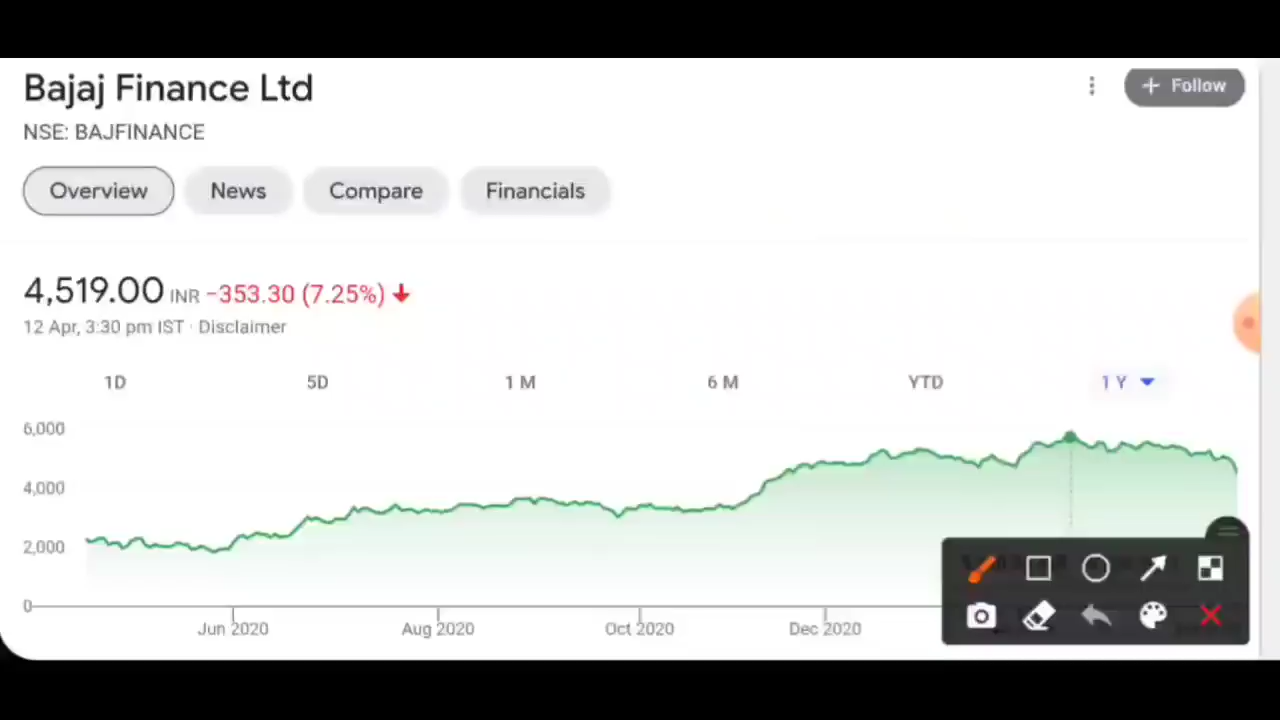 Bajaj Finance Ltd
+ Follow
NSE: BAJFINANCE
Overview News Compare Financials
4,519.00 INR −353.30 (7.25%)
12 Apr, 3:30 pm IST · Disclaimer
1D 5D 1 M 6 M YTD 1 Y
6,000
4,000
2,000
0
Jun 2020 Aug 2020 Oct 2020 Dec 2020